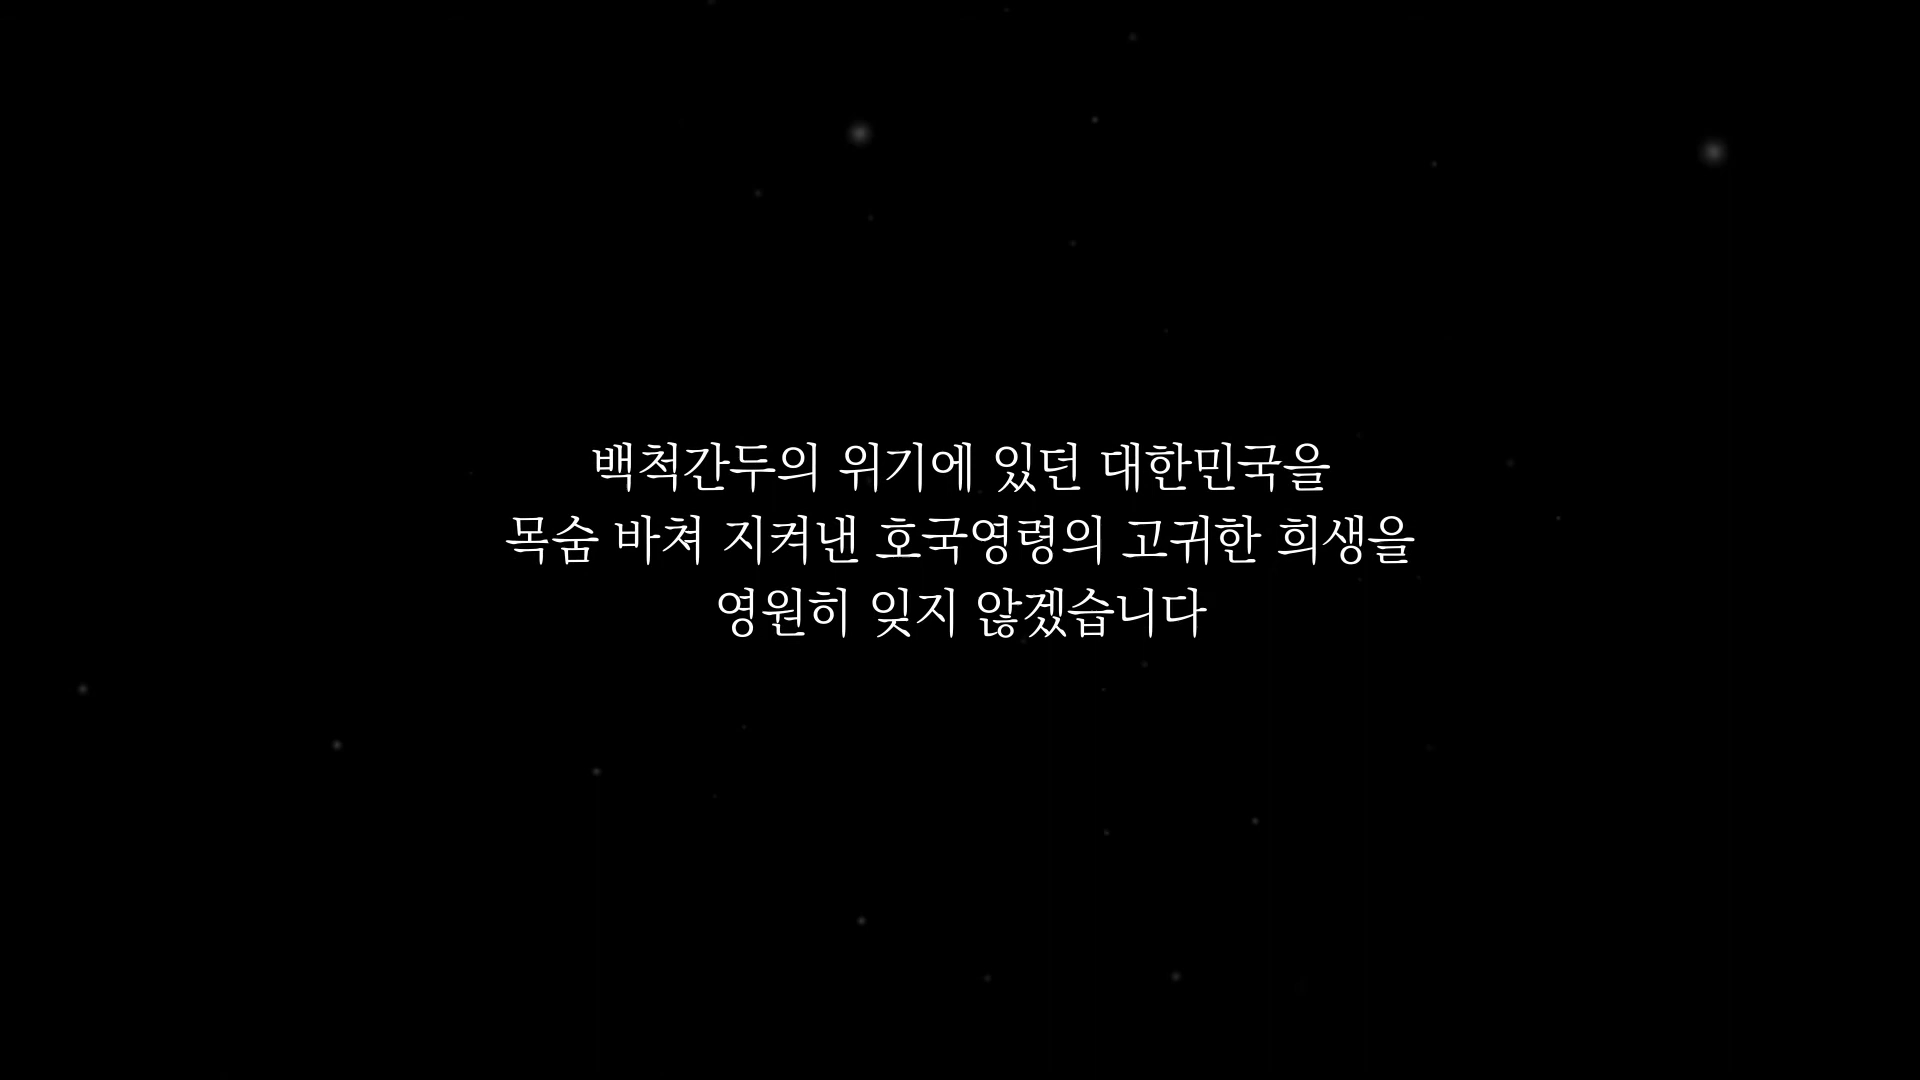 백척간두의 위기에 있던 대한민국을
목숨 바쳐 지켜낸 호국영령의 고귀한 희생을
영원히 잊지 않겠습니다